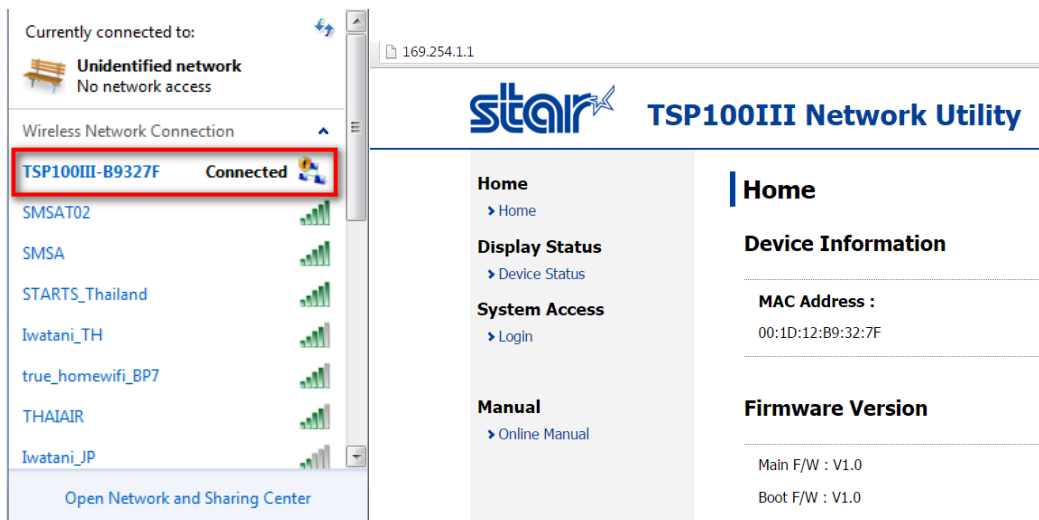 Currently connected to:
Unidentified network
No network access
Wireless Network Connection
TSP100III-B9327F Connected
SMSAT02
SMSA
STARTS_Thailand
Iwatani_TH
true_homewifi_BP7
THAIAIR
Iwatani_JP
Open Network and Sharing Center
169.254.1.1
star TSP100III Network Utility
Home
Home
Display Status
Device Status
System Access
Login
Manual
Online Manual
Home
Device Information
MAC Address :
00:1D:12:B9:32:7F
Firmware Version
Main F/W : V1.0
Boot F/W : V1.0